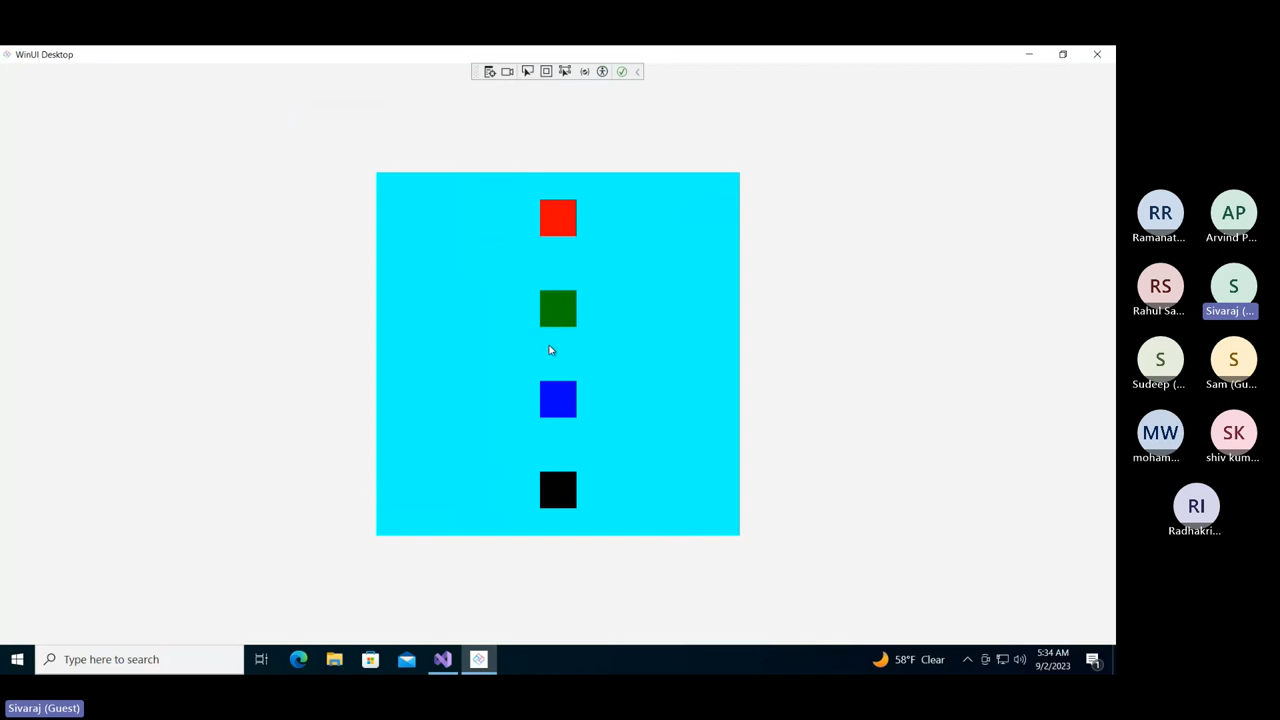 WinUI Desktop
RR
Ramanat...
AP
Arvind P...
RS
Rahul Sa...
S
Sivaraj (...
S
Sudeep (...
S
Sam (Gu...
MW
moham...
SK
shiv kum...
RI
Radhakri...
Type here to search
58°F Clear
5:34 AM
9/2/2023
1
Sivaraj (Guest)